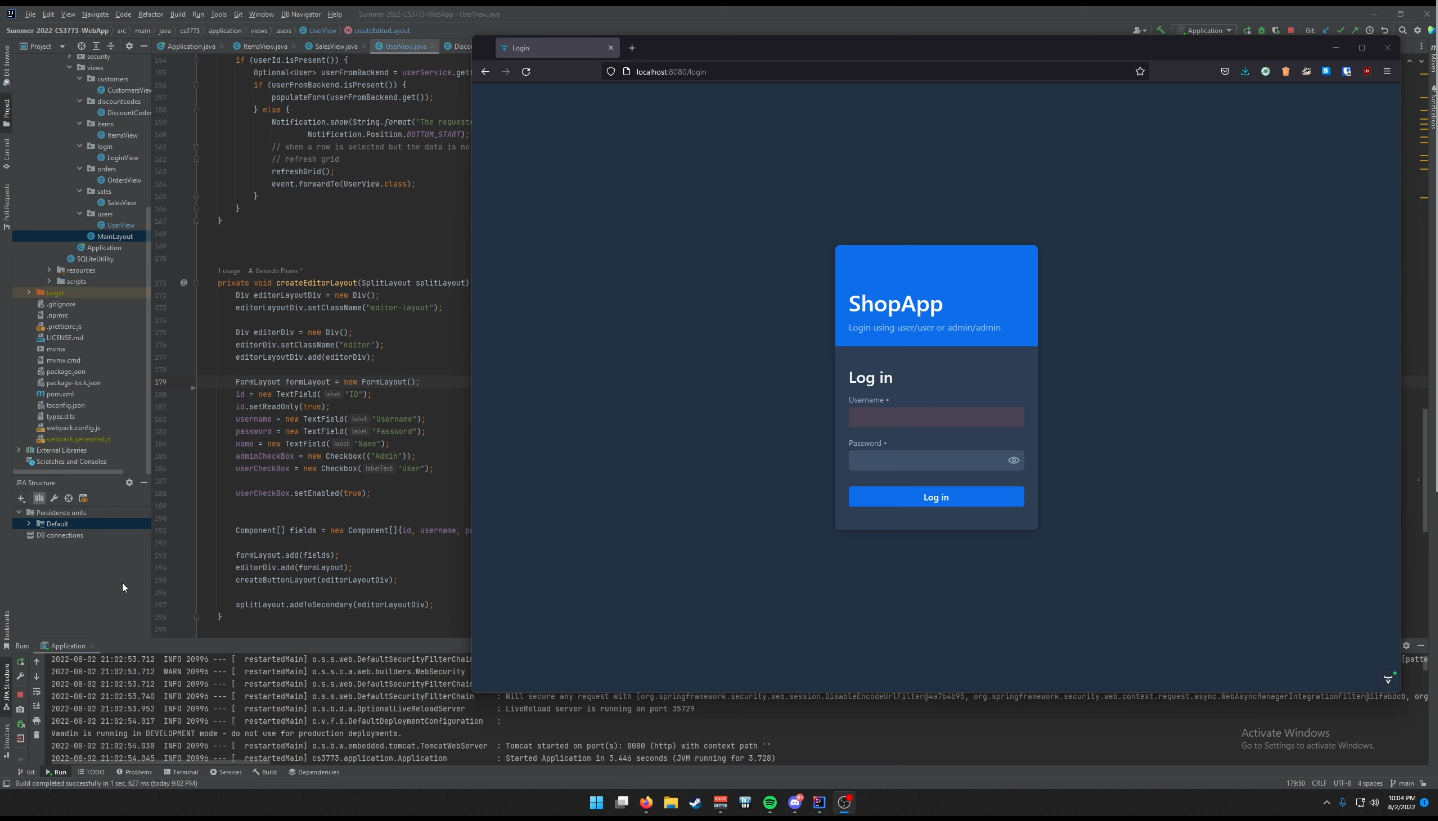 File Edit View Navigate Code Refactor Build Run Tools Git Window DB Navigator Help Summer-2022-CS3773-WebApp - UserView.java
Summer-2022-CS3773-WebApp src main java cs3773 application views users UserView createEditorLayout
Application
Project
Application.java ItemsView.java SalesView.java UserView.java Disco
security
views
customers
CustomersView
discountcodes
DiscountCodes
items
ItemsView
login
LoginView
orders
OrdersView
sales
SalesView
users
UserView
MainLayout
Application
SQLiteUtility
resources
scripts
target
.gitignore
.npmrc
.prettierrc.js
LICENSE.md
mvnw
mvnw.cmd
package.json
package-lock.json
pom.xml
tsconfig.json
types.d.ts
webpack.config.js
webpack.generated.js
External Libraries
Scratches and Consoles
JPA Structure
Persistence units
Default
DB connections
DB Browser
Project
Commit
Pull Requests
Bookmarks
JPA Structure
Structure
Maven
Notifications
154 if (userId.isPresent()) {
155 Optional<User> userFromBackend = userService.get(
156 if (userFromBackend.isPresent()) {
157 populateForm(userFromBackend.get());
158 } else {
159 Notification.show(String.format("The requeste
160 Notification.Position.BOTTOM_START);
161 // when a row is selected but the data is no
162 // refresh grid
163 refreshGrid();
164 event.forwardTo(UserView.class);
165 }
166 }
167 }
168
169
170
1 usage Gerardo Flores *
171 @ private void createEditorLayout(SplitLayout splitLayout)
172 Div editorLayoutDiv = new Div();
173 editorLayoutDiv.setClassName("editor-layout");
174
175 Div editorDiv = new Div();
176 editorDiv.setClassName("editor");
177 editorLayoutDiv.add(editorDiv);
178
179 FormLayout formLayout = new FormLayout();
180 id = new TextField( label: "ID");
181 id.setReadOnly(true);
182 username = new TextField( label: "Username");
183 password = new TextField( label: "Password");
184 name = new TextField( label: "Name");
185 adminCheckBox = new Checkbox(("Admin"));
186 userCheckBox = new Checkbox( labelText: "User");
187
188 userCheckBox.setEnabled(true);
189
190
191 Component[] fields = new Component[]{id, username, pa
192
193 formLayout.add(fields);
194 editorDiv.add(formLayout);
195 createButtonLayout(editorLayoutDiv);
196
197 splitLayout.addToSecondary(editorLayoutDiv);
198 }
199
Login
localhost:8080/login
ShopApp
Login using user/user or admin/admin
Log in
Username •
Password •
Log in
Run: Application
2022-08-02 21:02:53.712 INFO 20996 --- [ restartedMain] o.s.s.web.DefaultSecurityFilterChain
2022-08-02 21:02:53.712 WARN 20996 --- [ restartedMain] o.s.s.c.a.web.builders.WebSecurity
2022-08-02 21:02:53.712 INFO 20996 --- [ restartedMain] o.s.s.web.DefaultSecurityFilterChain
2022-08-02 21:02:53.740 INFO 20996 --- [ restartedMain] o.s.s.web.DefaultSecurityFilterChain : Will secure any request with [org.springframework.security.web.session.DisableEncodeUrlFilter@4a7b4b95, org.springframework.security.web.context.request.async.WebAsyncManagerIntegrationFilter@11febdcb, org
2022-08-02 21:02:53.952 INFO 20996 --- [ restartedMain] o.s.b.d.a.OptionalLiveReloadServer : LiveReload server is running on port 35729
2022-08-02 21:02:54.017 INFO 20996 --- [ restartedMain] c.v.f.s.DefaultDeploymentConfiguration :
Vaadin is running in DEVELOPMENT mode - do not use for production deployments.
2022-08-02 21:02:54.038 INFO 20996 --- [ restartedMain] o.s.b.w.embedded.tomcat.TomcatWebServer : Tomcat started on port(s): 8080 (http) with context path ''
2022-08-02 21:02:54.045 INFO 20996 --- [ restartedMain] cs3773.application.Application : Started Application in 3.446 seconds (JVM running for 3.728)
Activate Windows
Go to Settings to activate Windows.
Git Run TODO Problems Terminal Services Build Dependencies
Build completed successfully in 1 sec, 627 ms (today 9:02 PM)
179:50 CRLF UTF-8 4 spaces main
10:04 PM
8/2/2022